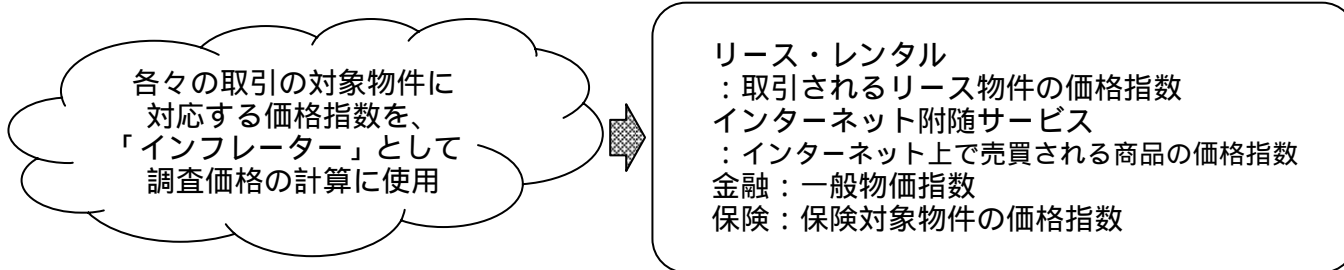 各々の取引の対象物件に
対応する価格指数を、
「インフレーター」として
調査価格の計算に使用
リース・レンタル
：取引されるリース物件の価格指数
インターネット附随サービス
：インターネット上で売買される商品の価格指数
金融：一般物価指数
保険：保険対象物件の価格指数